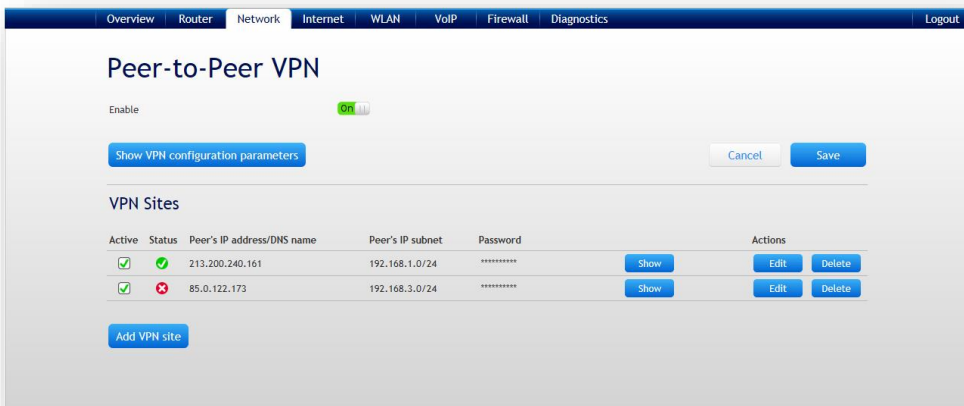 Overview Router Network Internet WLAN VoIP Firewall Diagnostics Logout
Peer-to-Peer VPN
Enable On
Show VPN configuration parameters Cancel Save
VPN Sites
Active Status Peer's IP address/DNS name Peer's IP subnet Password Actions
213.200.240.161 192.168.1.0/24 ********** Show Edit Delete
85.0.122.173 192.168.3.0/24 ********** Show Edit Delete
Add VPN site